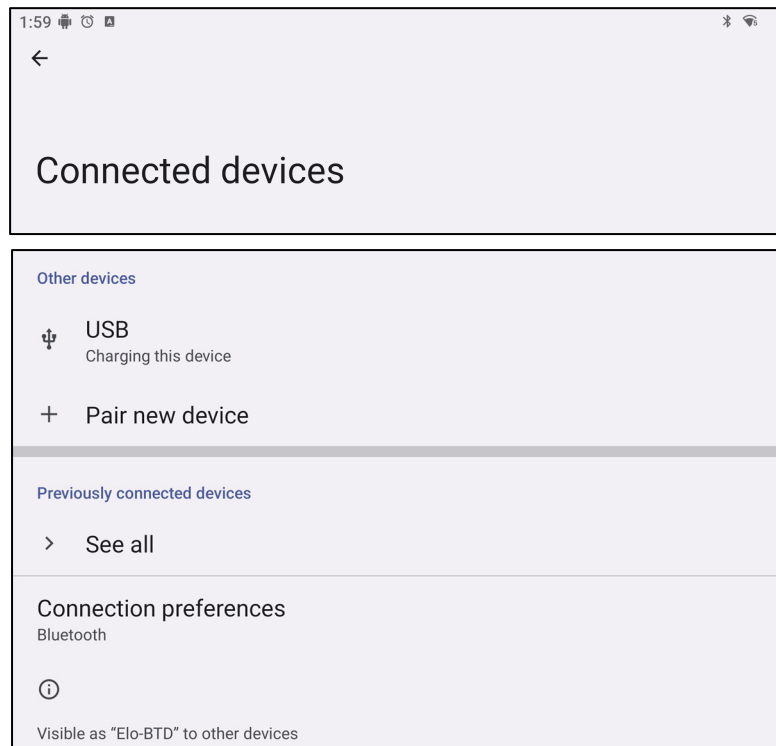 1:59
Connected devices
Other devices
USB
Charging this device
Pair new device
Previously connected devices
See all
Connection preferences
Bluetooth
Visible as “Elo-BTD” to other devices